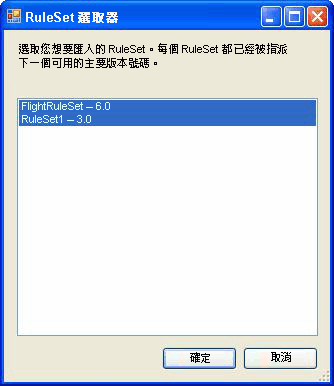 RuleSet 選取器
選取您想要匯入的 RuleSet。每個 RuleSet 都已經被指派
下一個可用的主要版本號碼。
FlightRuleSet -- 6.0
RuleSet1 -- 3.0
確定
取消